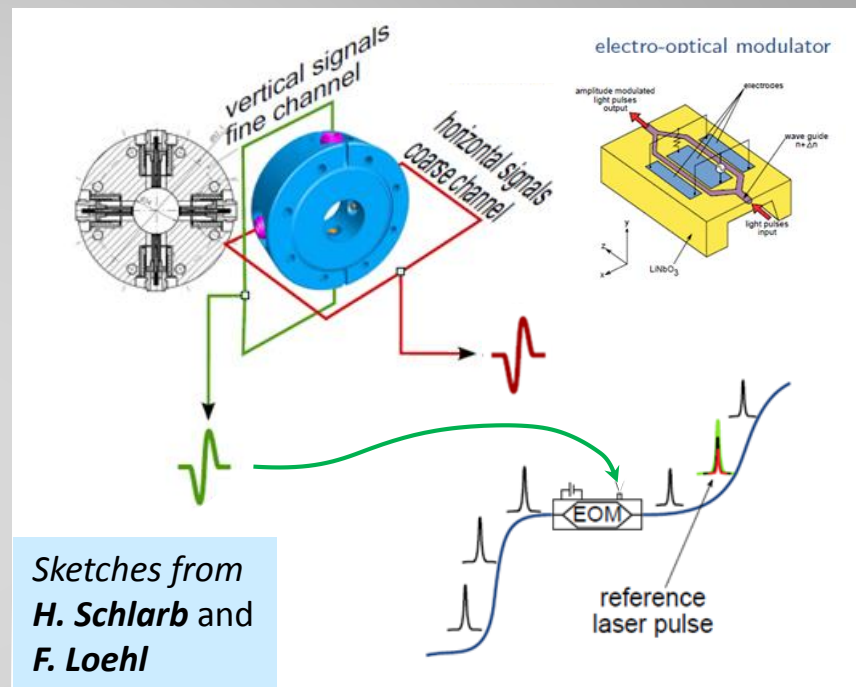 vertical signals
fine channel
horizontal signals
coarse channel
electro-optical modulator
electrodes
amplitude modulated
light pulses
output
wave guide
n+Δn
light pulses
input
y
z
x
LiNbO3
EOM
reference
laser pulse
Sketches from
H. Schlarb and
F. Loehl